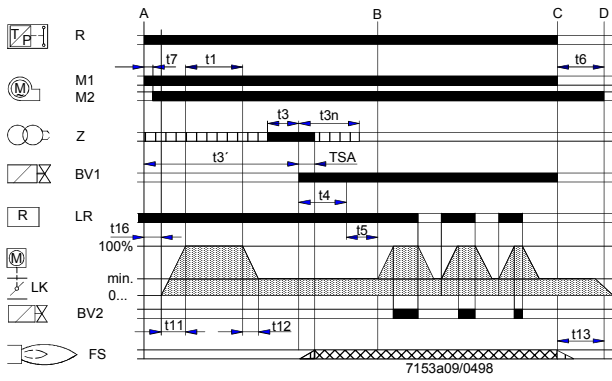 A B C D
T P R
t7 t1 t6
M M1
M2
t3 t3n
Z
t3´ TSA
BV1
t4
R LR
t16 t5
100%
M
min.
LK
0...
BV2
t11 t12 t13
FS
7153a09/0498